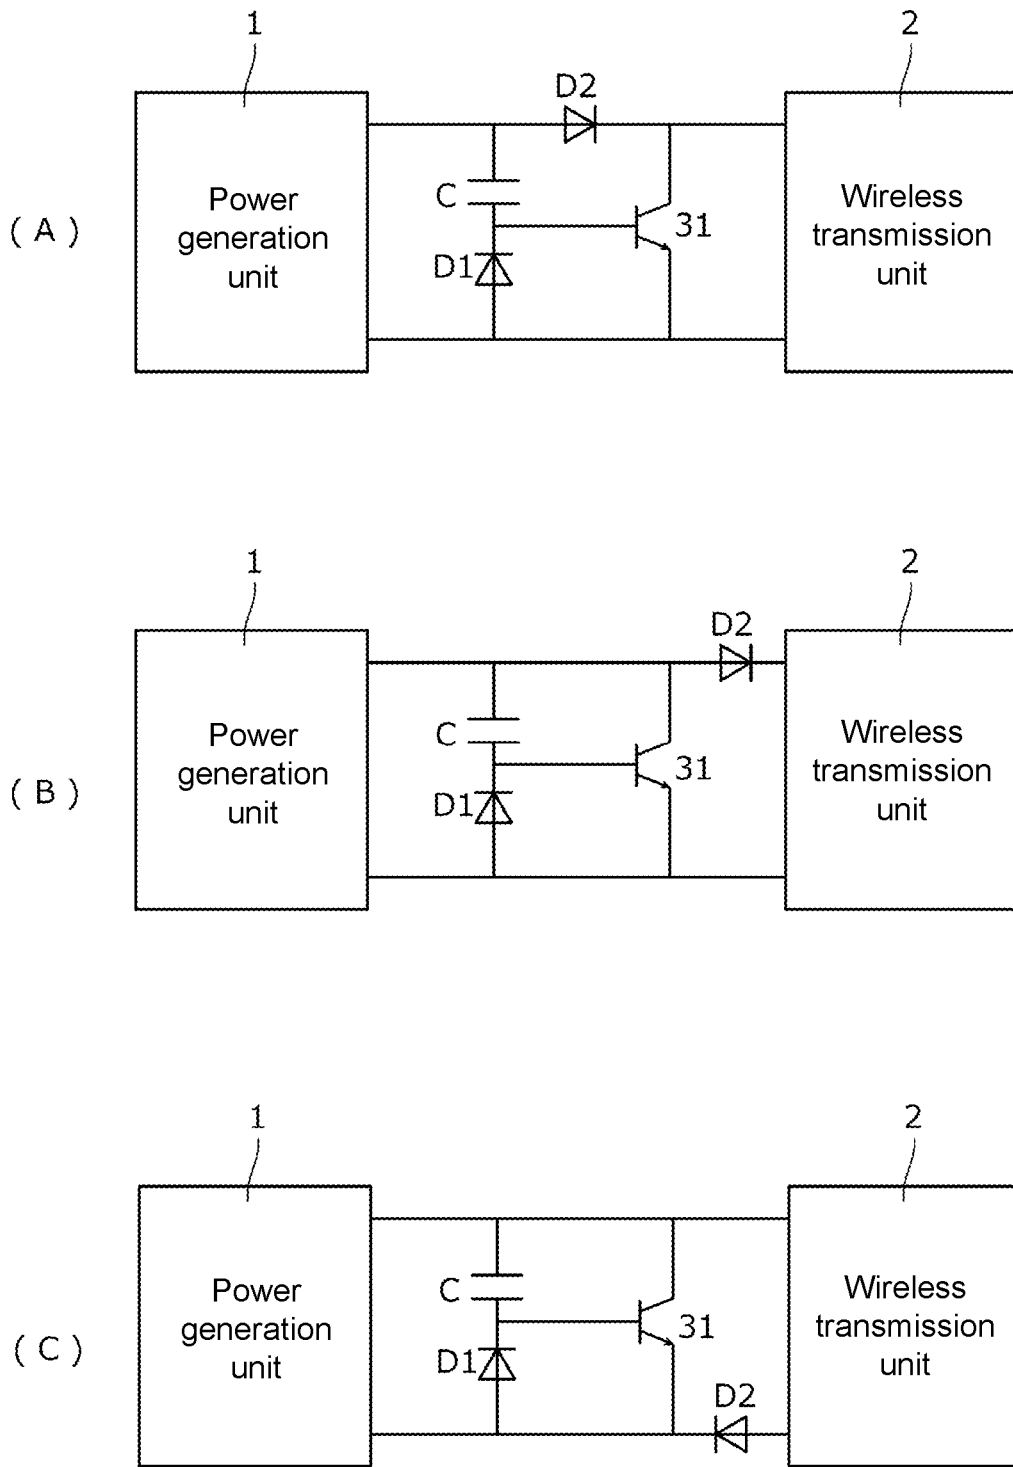 1
2
D2
Power
generation
unit
Wireless
transmission
unit
( A )
C
31
D1
1
2
D2
Power
generation
unit
Wireless
transmission
unit
( B )
C
31
D1
1
2
Power
generation
unit
Wireless
transmission
unit
( C )
C
31
D1
D2